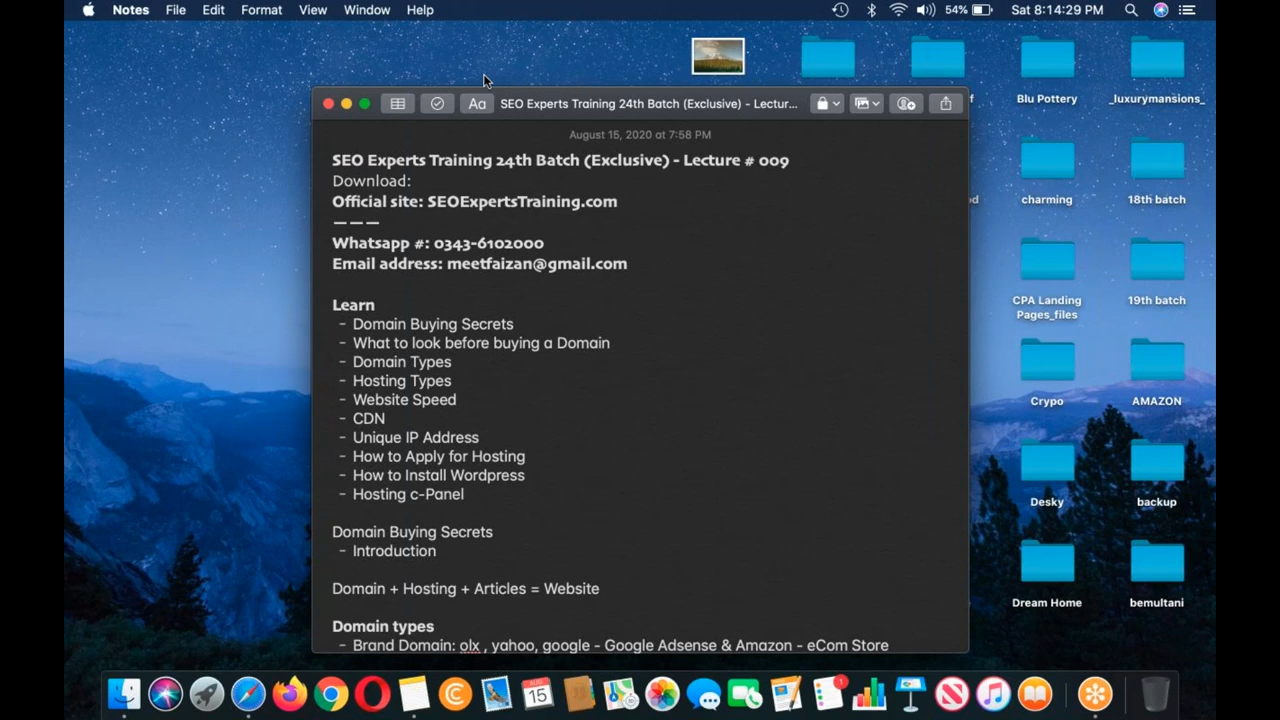 Notes File Edit Format View Window Help 54% Sat 8:14:29 PM
Aa SEO Experts Training 24th Batch (Exclusive) - Lectur...
August 15, 2020 at 7:58 PM
SEO Experts Training 24th Batch (Exclusive) - Lecture # 009
Download:
Official site: SEOExpertsTraining.com
———
Whatsapp #: 0343-6102000
Email address: meetfaizan@gmail.com
Learn
- Domain Buying Secrets
- What to look before buying a Domain
- Domain Types
- Hosting Types
- Website Speed
- CDN
- Unique IP Address
- How to Apply for Hosting
- How to Install Wordpress
- Hosting c-Panel
Domain Buying Secrets
- Introduction
Domain + Hosting + Articles = Website
Domain types
- Brand Domain: olx , yahoo, google - Google Adsense & Amazon - eCom Store
Blu Pottery
_luxurymansions_
charming
18th batch
CPA Landing
Pages_files
19th batch
Crypo
AMAZON
Desky
backup
Dream Home
bemultani
AUG
15
1